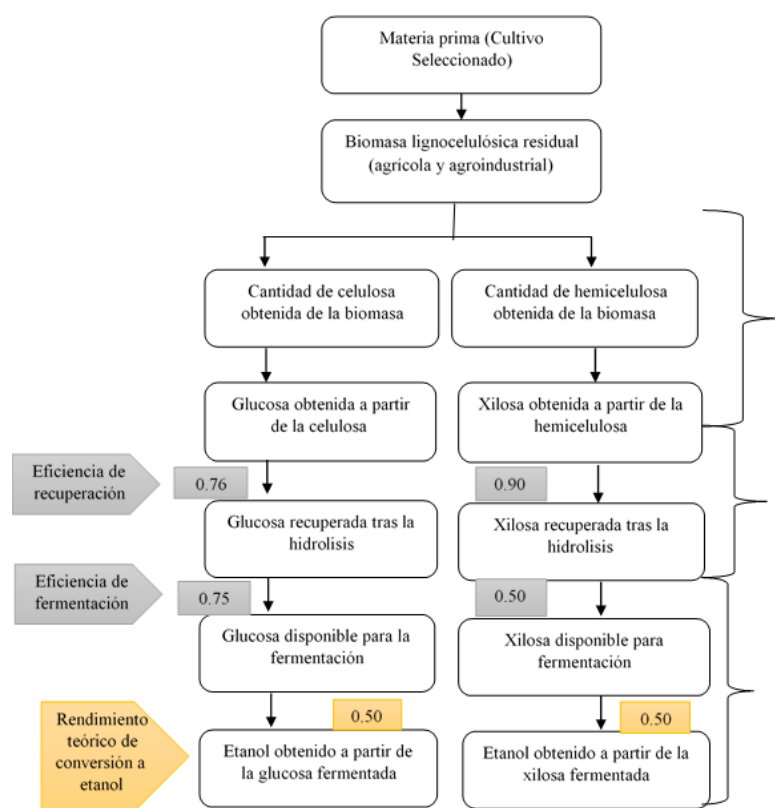 Materia prima (Cultivo
Seleccionado)
Biomasa lignocelulósica residual
(agrícola y agroindustrial)
Cantidad de celulosa
obtenida de la biomasa
Cantidad de hemicelulosa
obtenida de la biomasa
Glucosa obtenida a partir
de la celulosa
Xilosa obtenida a partir de la
hemicelulosa
Eficiencia de
recuperación
0.76
0.90
Glucosa recuperada tras la
hidrolisis
Xilosa recuperada tras la
hidrolisis
Eficiencia de
fermentación
0.75
0.50
Glucosa disponible para la
fermentación
Xilosa disponible para
fermentación
Rendimiento
teórico de
conversión a
etanol
0.50
0.50
Etanol obtenido a partir de
la glucosa fermentada
Etanol obtenido a partir de la
xilosa fermentada